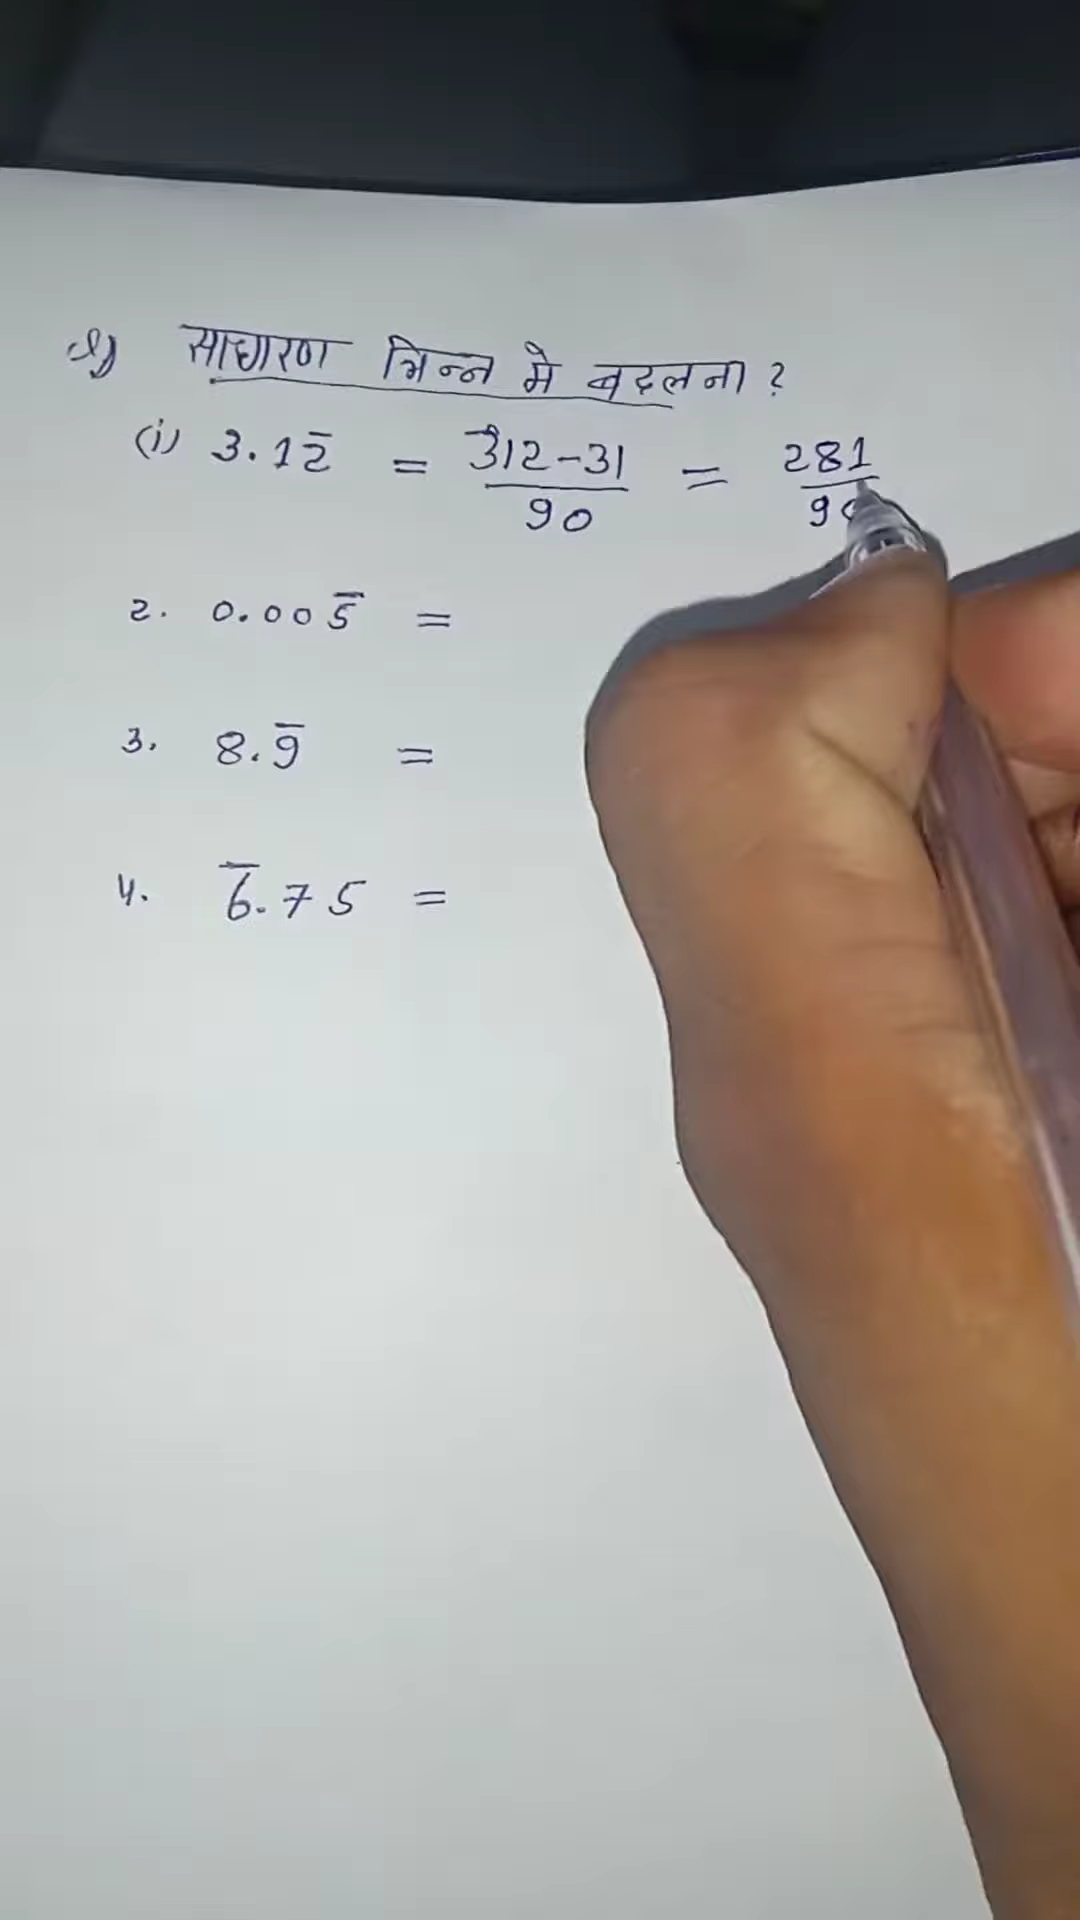 साधारण भिन्न मे बदलना ?
(i) 3.12̄ = 312-31/90 = 281/90
2. 0.005̄ =
3. 8.9̄ =
4. 6̄.75 =